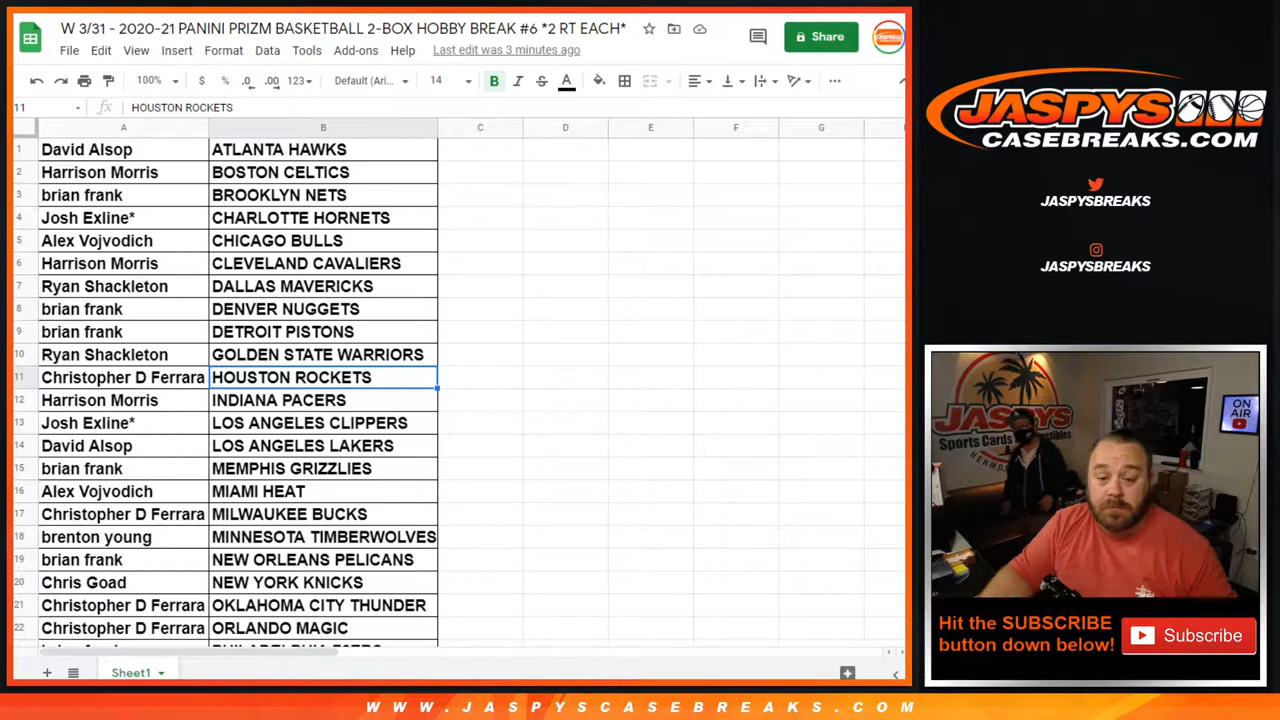 W 3/31 - 2020-21 PANINI PRIZM BASKETBALL 2-BOX HOBBY BREAK #6 *2 RT EACH*
File Edit View Insert Format Data Tools Add-ons Help Last edit was 3 minutes ago
Share
100% $ % .0 .00 123 Default (Ari... 14 B I S A
11 fx HOUSTON ROCKETS
A B C D E F G
1 David Alsop ATLANTA HAWKS
2 Harrison Morris BOSTON CELTICS
3 brian frank BROOKLYN NETS
4 Josh Exline* CHARLOTTE HORNETS
5 Alex Vojvodich CHICAGO BULLS
6 Harrison Morris CLEVELAND CAVALIERS
7 Ryan Shackleton DALLAS MAVERICKS
8 brian frank DENVER NUGGETS
9 brian frank DETROIT PISTONS
10 Ryan Shackleton GOLDEN STATE WARRIORS
11 Christopher D Ferrara HOUSTON ROCKETS
12 Harrison Morris INDIANA PACERS
13 Josh Exline* LOS ANGELES CLIPPERS
14 David Alsop LOS ANGELES LAKERS
15 brian frank MEMPHIS GRIZZLIES
16 Alex Vojvodich MIAMI HEAT
17 Christopher D Ferrara MILWAUKEE BUCKS
18 brenton young MINNESOTA TIMBERWOLVES
19 brian frank NEW ORLEANS PELICANS
20 Chris Goad NEW YORK KNICKS
21 Christopher D Ferrara OKLAHOMA CITY THUNDER
22 Christopher D Ferrara ORLANDO MAGIC
brian frank PHILADELPHIA 76ERS
Sheet1
JASPYS
CASEBREAKS.COM
JASPYSBREAKS
JASPYSBREAKS
JASPYS
Sports Cards
ON
AIR
Hit the SUBSCRIBE
button down below!
Subscribe
WWW.JASPYSCASEBREAKS.COM